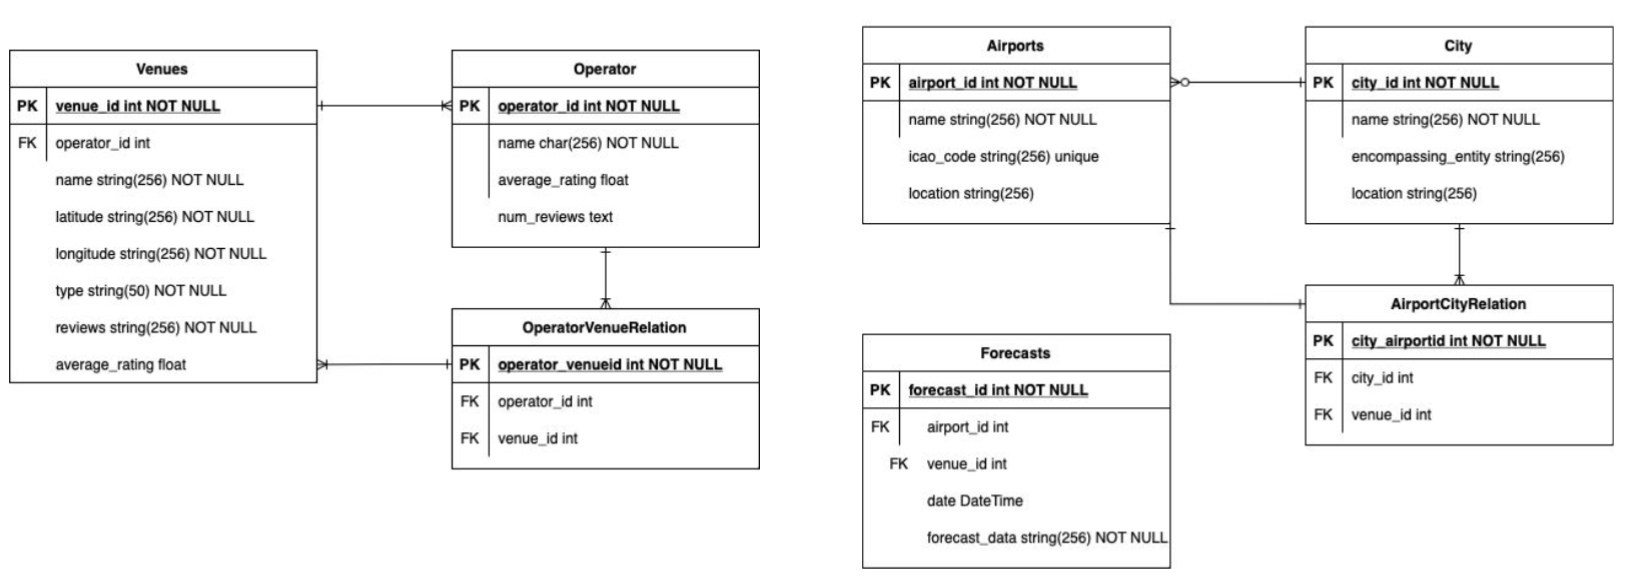 Venues
PK venue_id int NOT NULL
FK operator_id int
name string(256) NOT NULL
latitude string(256) NOT NULL
longitude string(256) NOT NULL
type string(50) NOT NULL
reviews string(256) NOT NULL
average_rating float
Operator
PK operator_id int NOT NULL
name char(256) NOT NULL
average_rating float
num_reviews text
OperatorVenueRelation
PK operator_venueid int NOT NULL
FK operator_id int
FK venue_id int
Airports
PK airport_id int NOT NULL
name string(256) NOT NULL
icao_code string(256) unique
location string(256)
City
PK city_id int NOT NULL
name string(256) NOT NULL
encompassing_entity string(256)
location string(256)
Forecasts
PK forecast_id int NOT NULL
FK airport_id int
FK venue_id int
date DateTime
forecast_data string(256) NOT NULL
AirportCityRelation
PK city_airportid int NOT NULL
FK city_id int
FK venue_id int